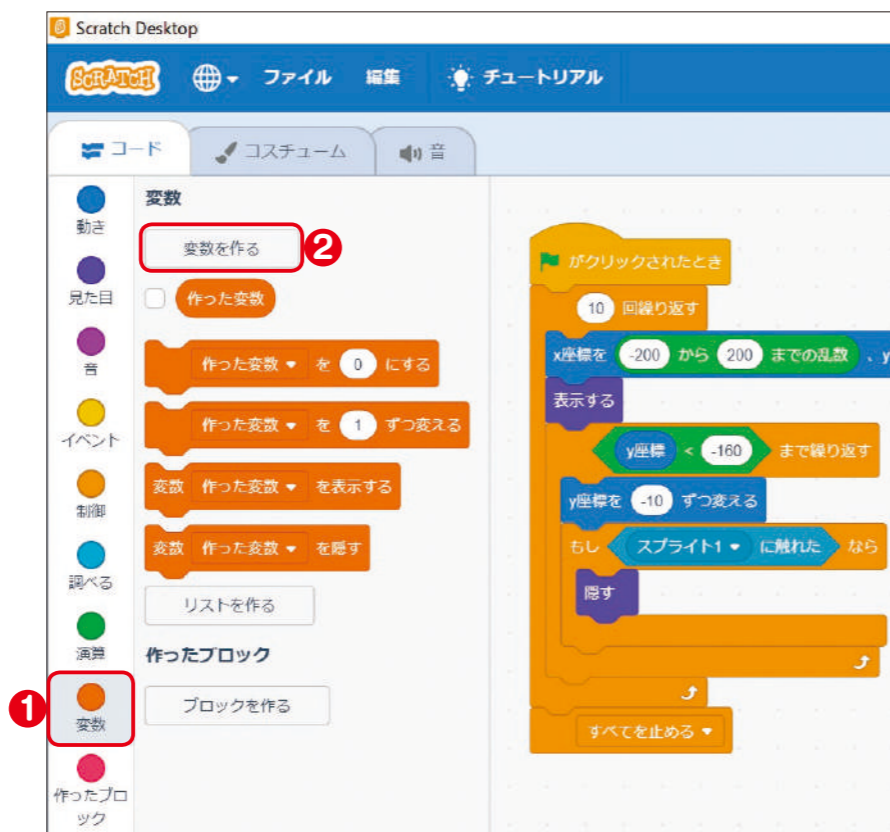 Scratch Desktop
SCRATCH ファイル 編集 チュートリアル
コード コスチューム 音
動き
見た目
音
イベント
制御
調べる
演算
❶ 変数
作ったブロ
ック
変数
変数を作る ❷
作った変数
作った変数 を 0 にする
作った変数 を 1 ずつ変える
変数 作った変数 を表示する
変数 作った変数 を隠す
リストを作る
作ったブロック
ブロックを作る
がクリックされたとき
10 回繰り返す
x座標を -200 から 200 までの乱数 、y
表示する
y座標 < -160 まで繰り返す
y座標を -10 ずつ変える
もし スプライト1 に触れた なら
隠す
すべてを止める